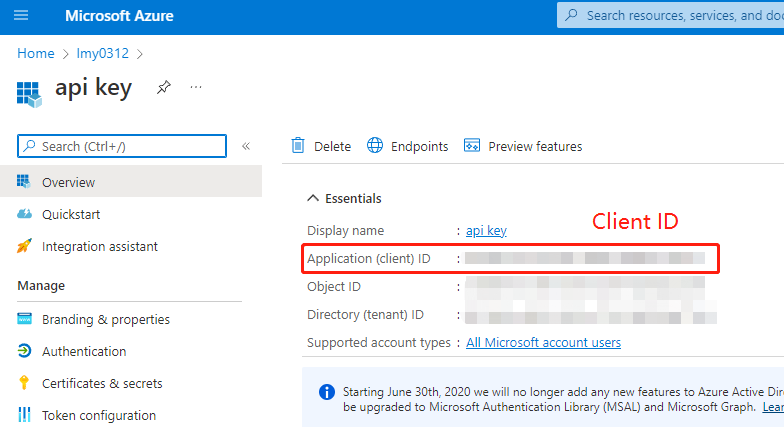 Microsoft Azure
Search resources, services, and doc
Home > lmy0312 >
api key
...
Search (Ctrl+/)
«
Delete
Endpoints
Preview features
Overview
Quickstart
Integration assistant
Manage
Branding & properties
Authentication
Certificates & secrets
Token configuration
Essentials
Client ID
Display name : api key
Application (client) ID :
Object ID :
Directory (tenant) ID :
Supported account types : All Microsoft account users
Starting June 30th, 2020 we will no longer add any new features to Azure Active Dire
be upgraded to Microsoft Authentication Library (MSAL) and Microsoft Graph. Lear